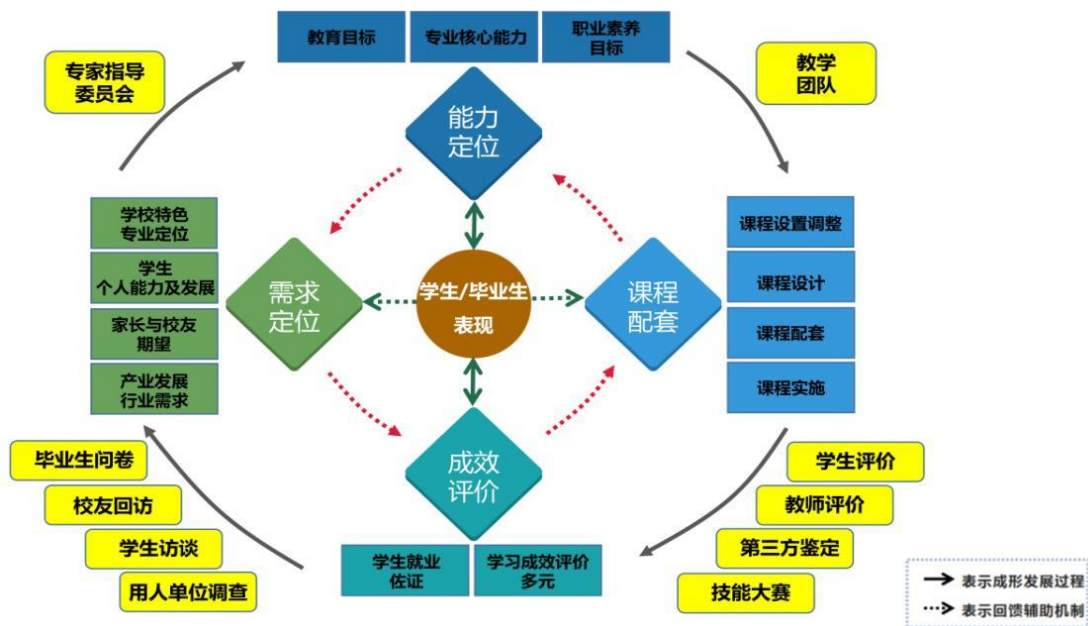 教育目标
专业核心能力
职业素养
目标
专家指导
委员会
教学
团队
能力
定位
学校特色
专业定位
学生
个人能力及发展
家长与校友
期望
产业发展
行业需求
需求
定位
学生/毕业生
表现
课程
配套
课程设置调整
课程设计
课程配套
课程实施
成效
评价
毕业生问卷
校友回访
学生访谈
用人单位调查
学生就业
佐证
学习成效评价
多元
学生评价
教师评价
第三方鉴定
技能大赛
表示成形发展过程
表示回馈辅助机制